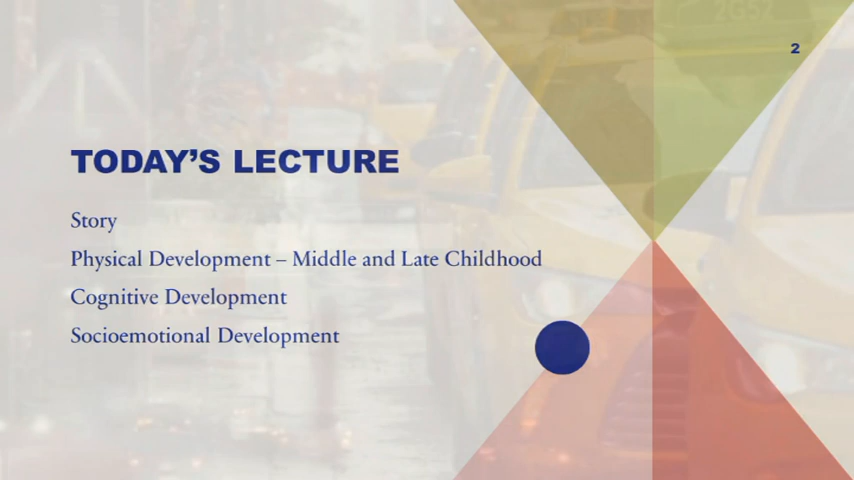 2
TODAY'S LECTURE
Story
Physical Development – Middle and Late Childhood
Cognitive Development
Socioemotional Development